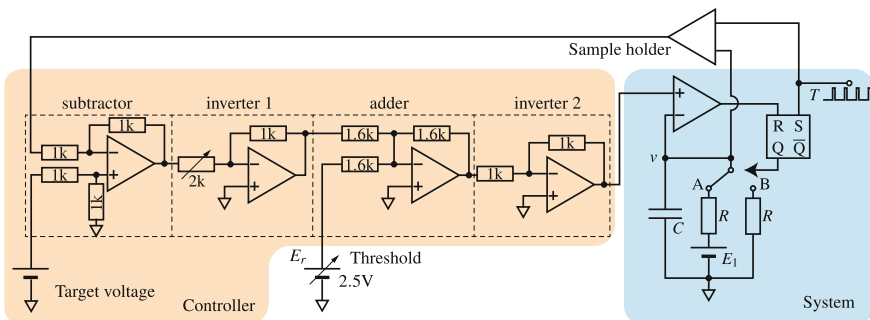 Sample holder
subtractor
inverter 1
adder
inverter 2
T
1k
1k
1.6k
1.6k
1k
1k
1k
2k
1.6k
1k
1k
R S
Q Q̅
v
A
B
C
R
R
E₁
Eᵣ
Threshold
2.5V
Target voltage
Controller
System